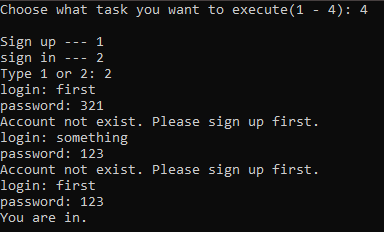 Choose what task you want to execute(1 - 4): 4
Sign up --- 1
sign in --- 2
Type 1 or 2: 2
login: first
password: 321
Account not exist. Please sign up first.
login: something
password: 123
Account not exist. Please sign up first.
login: first
password: 123
You are in.